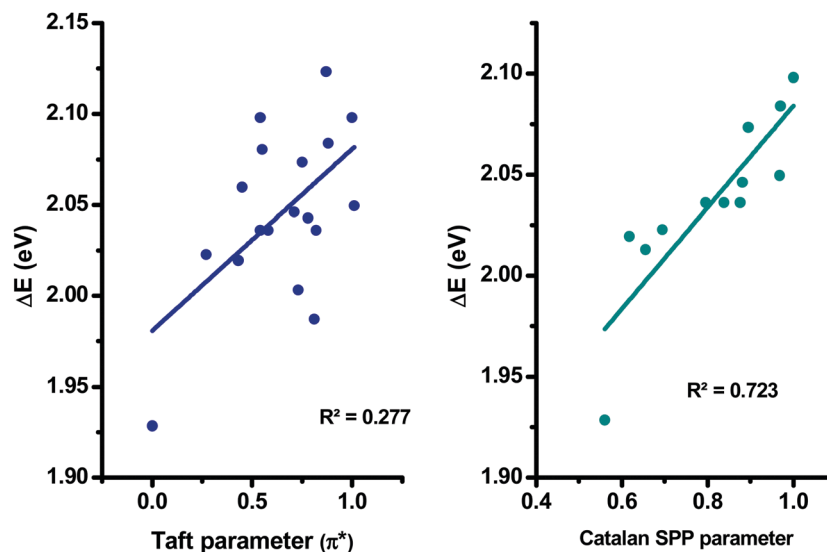 2.15
2.10
2.05
2.00
1.95
1.90
ΔE (eV)
R² = 0.277
0.0 0.5 1.0
Taft parameter (π*)
2.10
2.05
2.00
1.95
1.90
ΔE (eV)
R² = 0.723
0.4 0.6 0.8 1.0
Catalan SPP parameter